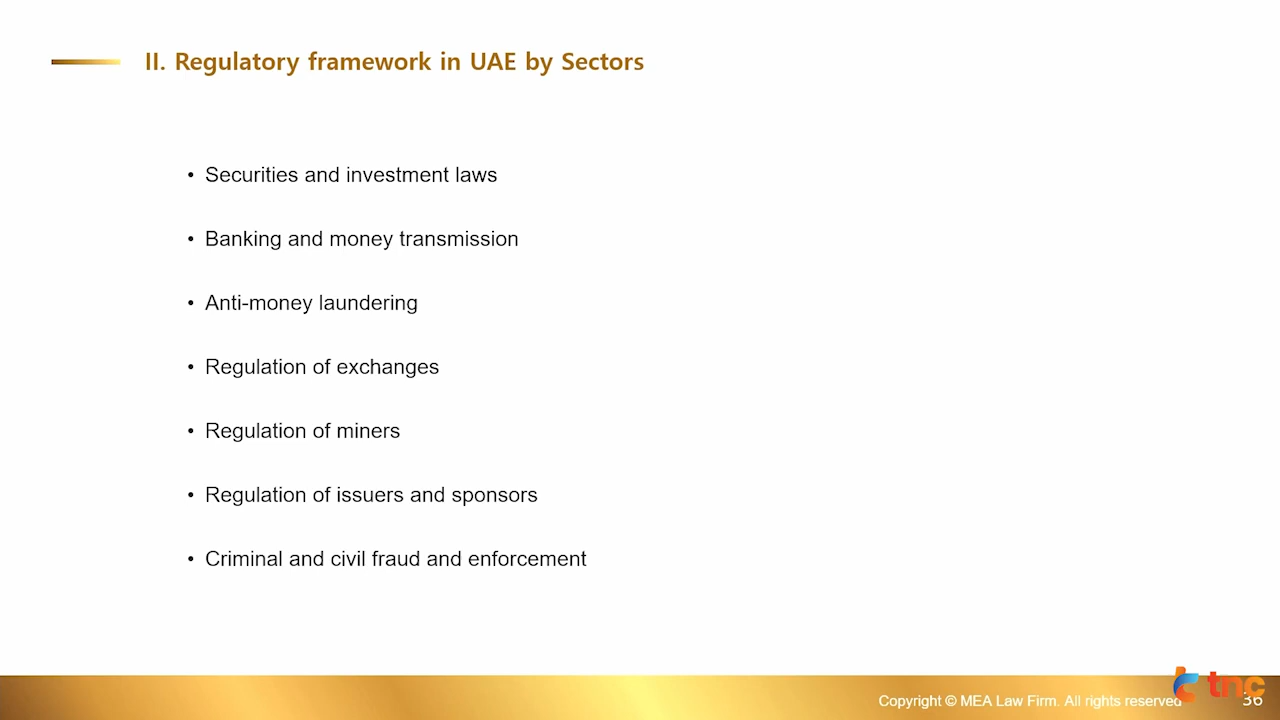 II. Regulatory framework in UAE by Sectors
• Securities and investment laws
• Banking and money transmission
• Anti-money laundering
• Regulation of exchanges
• Regulation of miners
• Regulation of issuers and sponsors
• Criminal and civil fraud and enforcement
Copyright © MEA Law Firm. All rights reserved
tnc
36